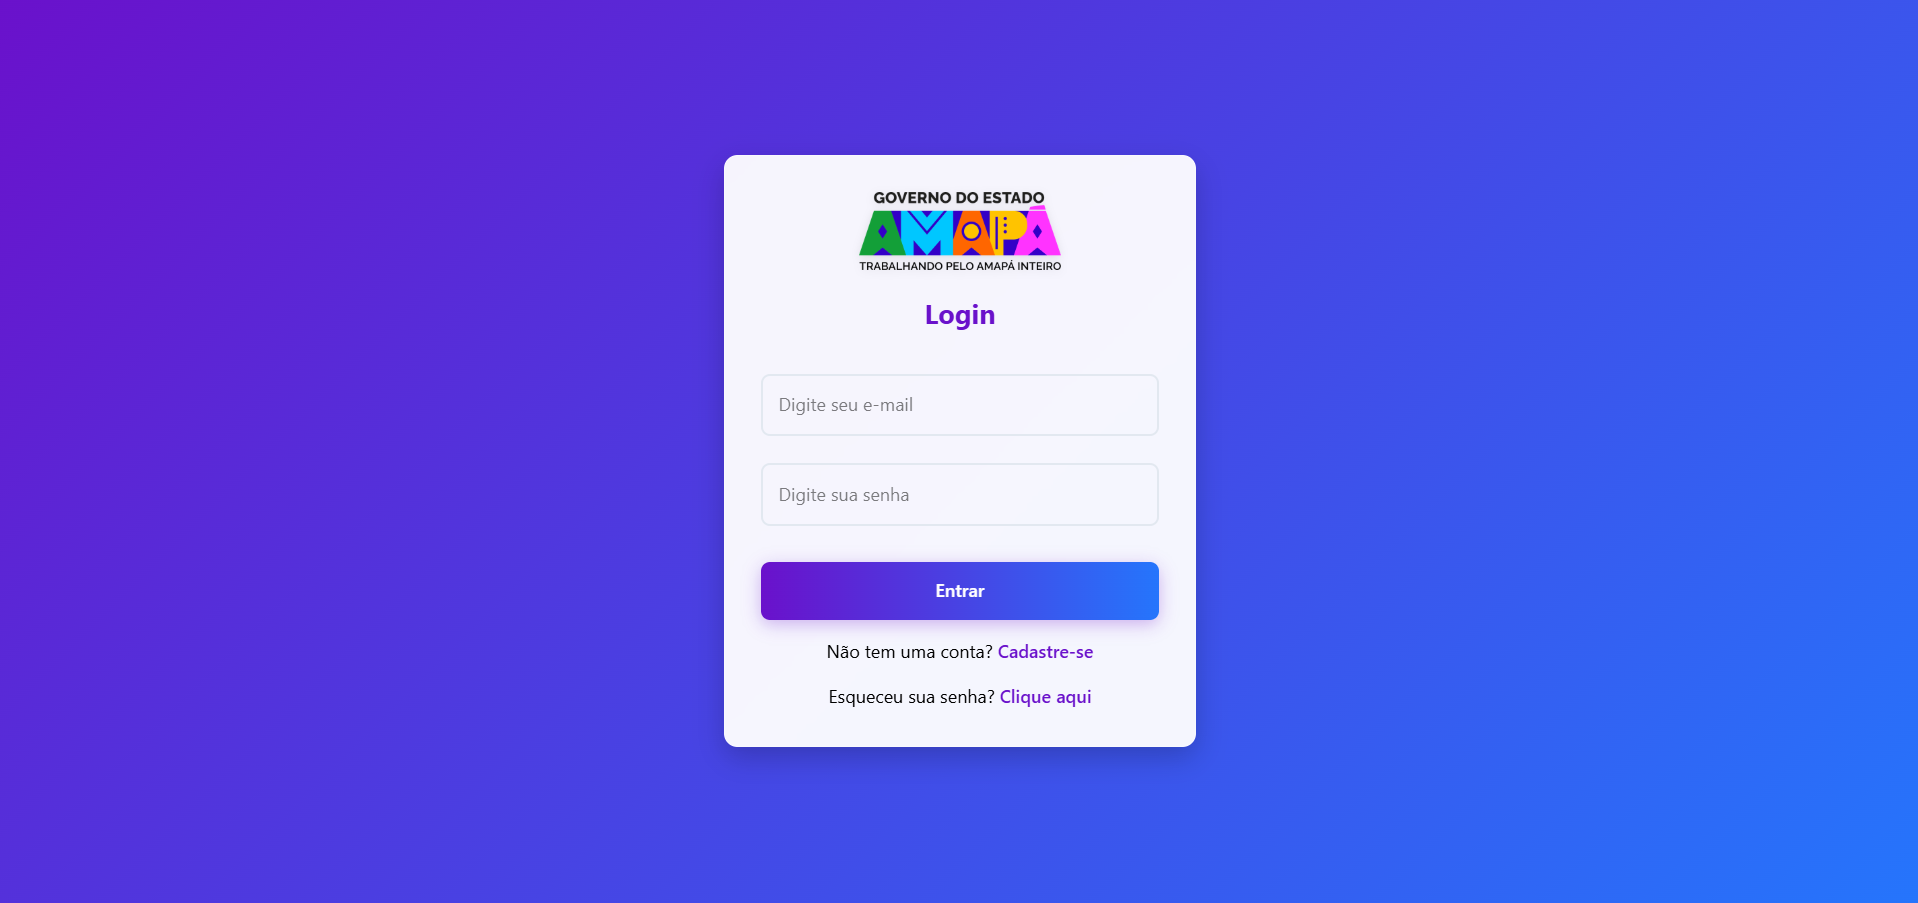 GOVERNO DO ESTADO
AMAPÁ
TRABALHANDO PELO AMAPÁ INTEIRO
Login
Digite seu e-mail
Digite sua senha
Entrar
Não tem uma conta? Cadastre-se
Esqueceu sua senha? Clique aqui